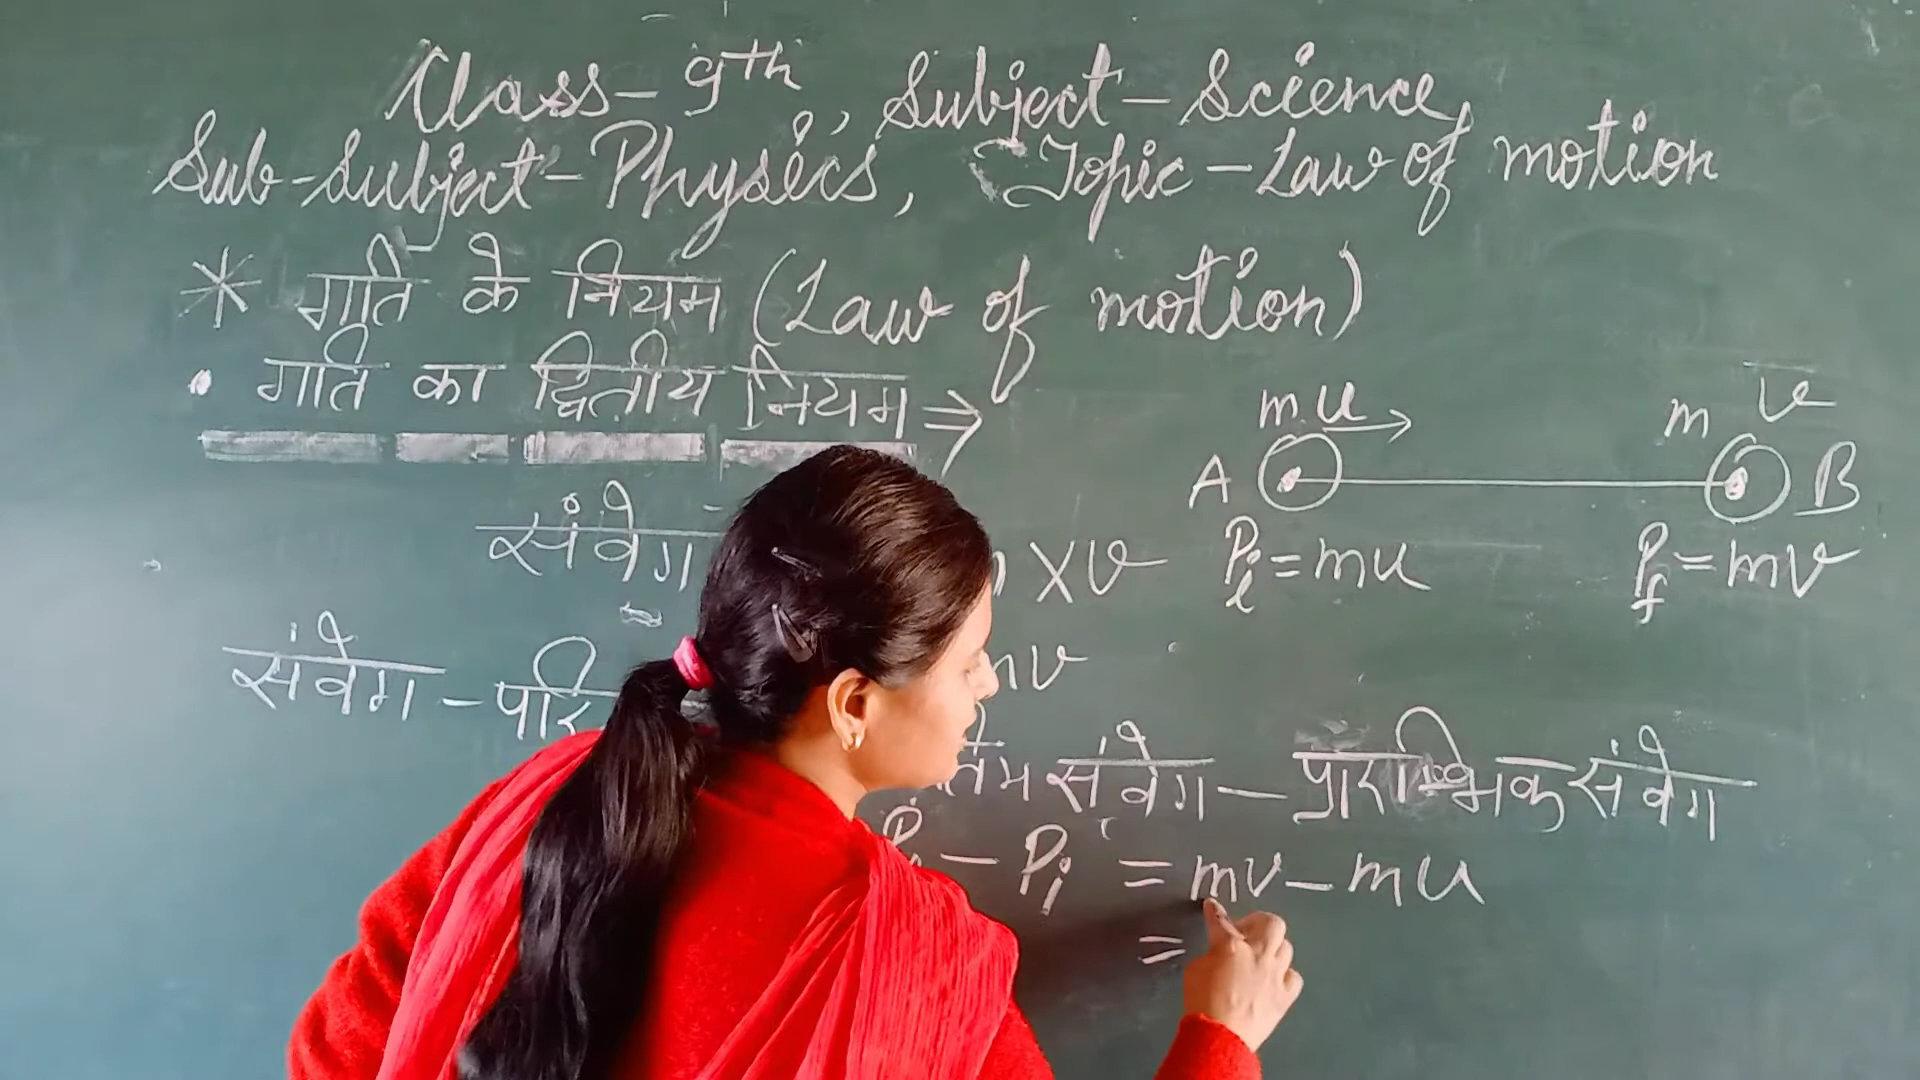 Class-9th, Subject-Science,
Sub-Subject-Physics, Topic-Law of motion
* गति के नियम (Law of motion)
• गति का द्वितीय नियम ⇒
m u → m v
A B
Pi = mu Pf = mv
संवेग X v
mv
संवेग - परि
संवेग — प्रारम्भिक संवेग
- Pi = mv - mu
=